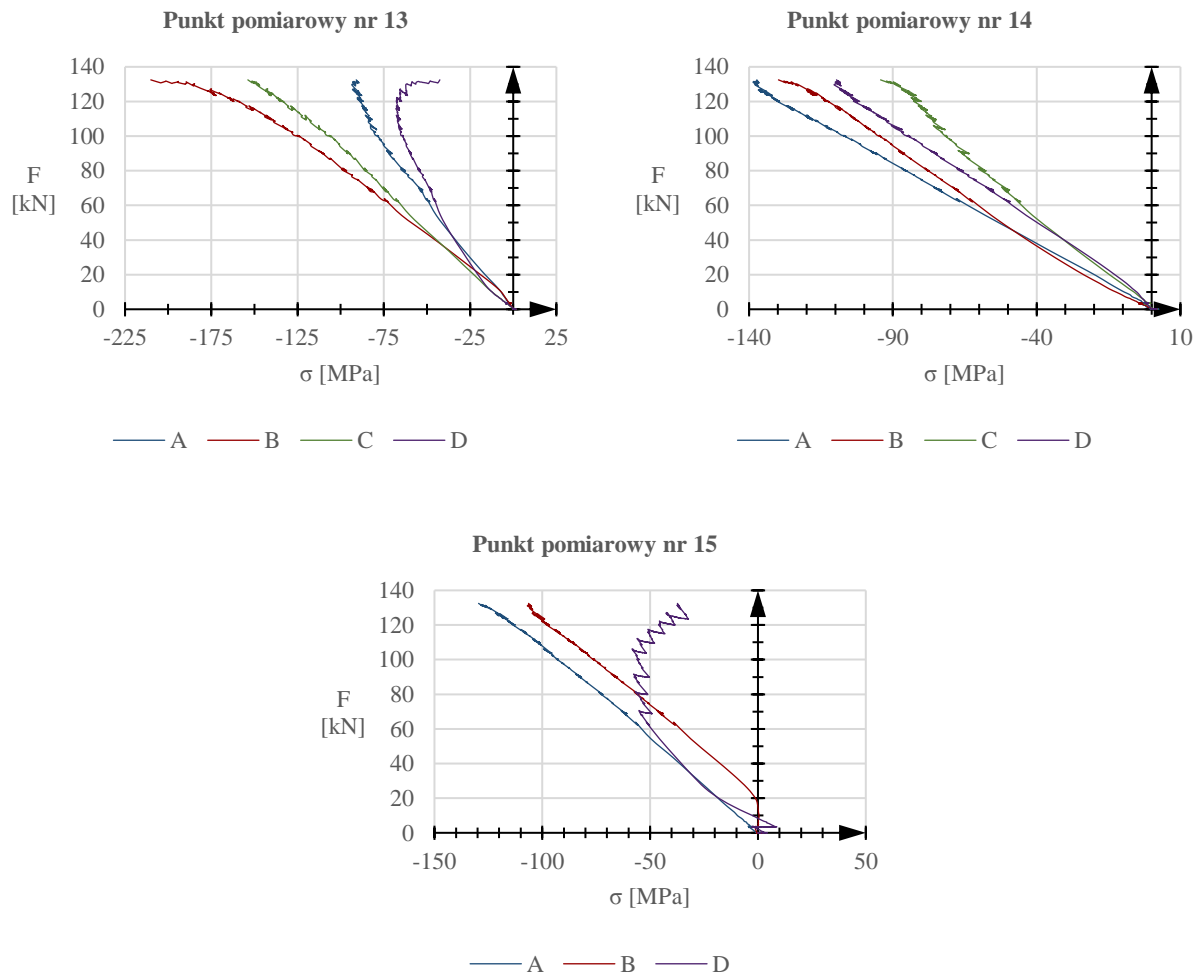 Punkt pomiarowy nr 13
140
120
100
80
60
40
20
0
F
[kN]
-225 -175 -125 -75 -25 25
σ [MPa]
A B C D
Punkt pomiarowy nr 14
140
120
100
80
60
40
20
0
F
[kN]
-140 -90 -40 10
σ [MPa]
A B C D
Punkt pomiarowy nr 15
140
120
100
80
60
40
20
0
F
[kN]
-150 -100 -50 0 50
σ [MPa]
A B D